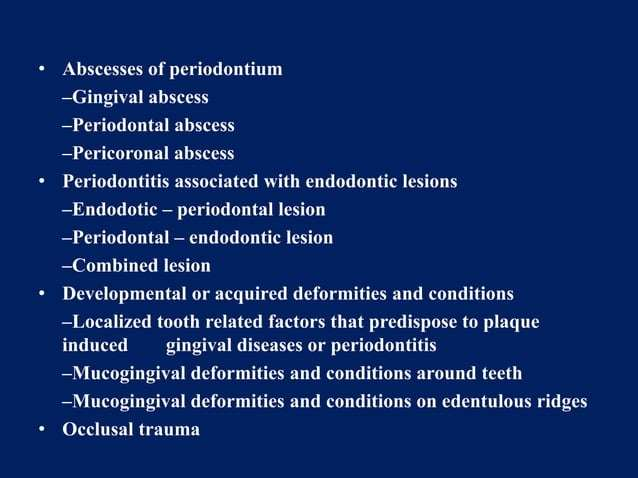 • Abscesses of periodontium
–Gingival abscess
–Periodontal abscess
–Pericoronal abscess
• Periodontitis associated with endodontic lesions
–Endodotic – periodontal lesion
–Periodontal – endodontic lesion
–Combined lesion
• Developmental or acquired deformities and conditions
–Localized tooth related factors that predispose to plaque
induced gingival diseases or periodontitis
–Mucogingival deformities and conditions around teeth
–Mucogingival deformities and conditions on edentulous ridges
• Occlusal trauma